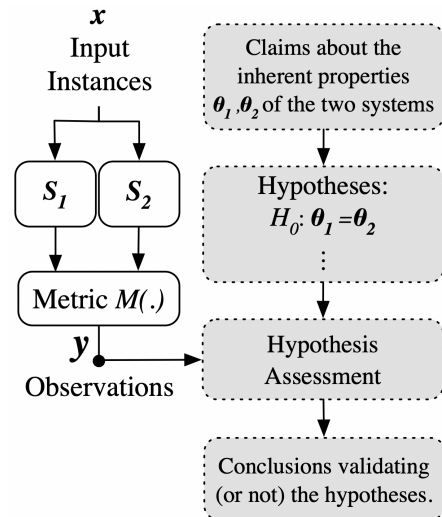 x
Input
Instances
S1 S2
Metric M(.)
y
Observations
Claims about the
inherent properties
θ1,θ2 of the two systems
Hypotheses:
H0: θ1=θ2
⋮
Hypothesis
Assessment
Conclusions validating
(or not) the hypotheses.